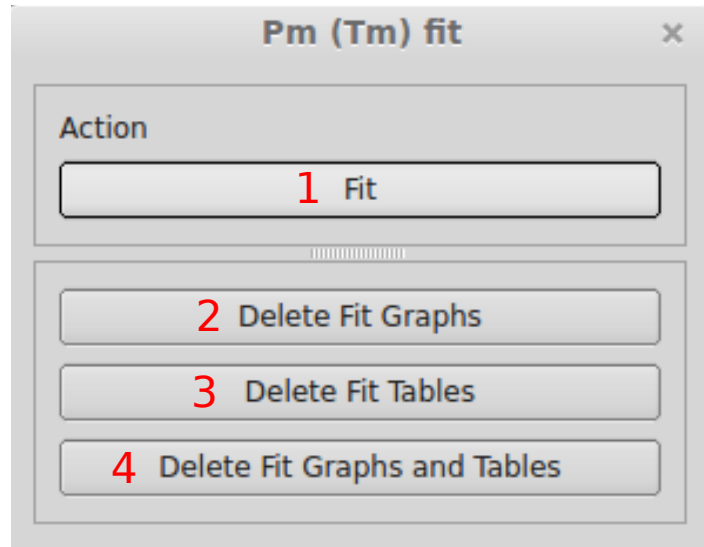 Pm (Tm) fit
Action
1 Fit
2 Delete Fit Graphs
3 Delete Fit Tables
4 Delete Fit Graphs and Tables